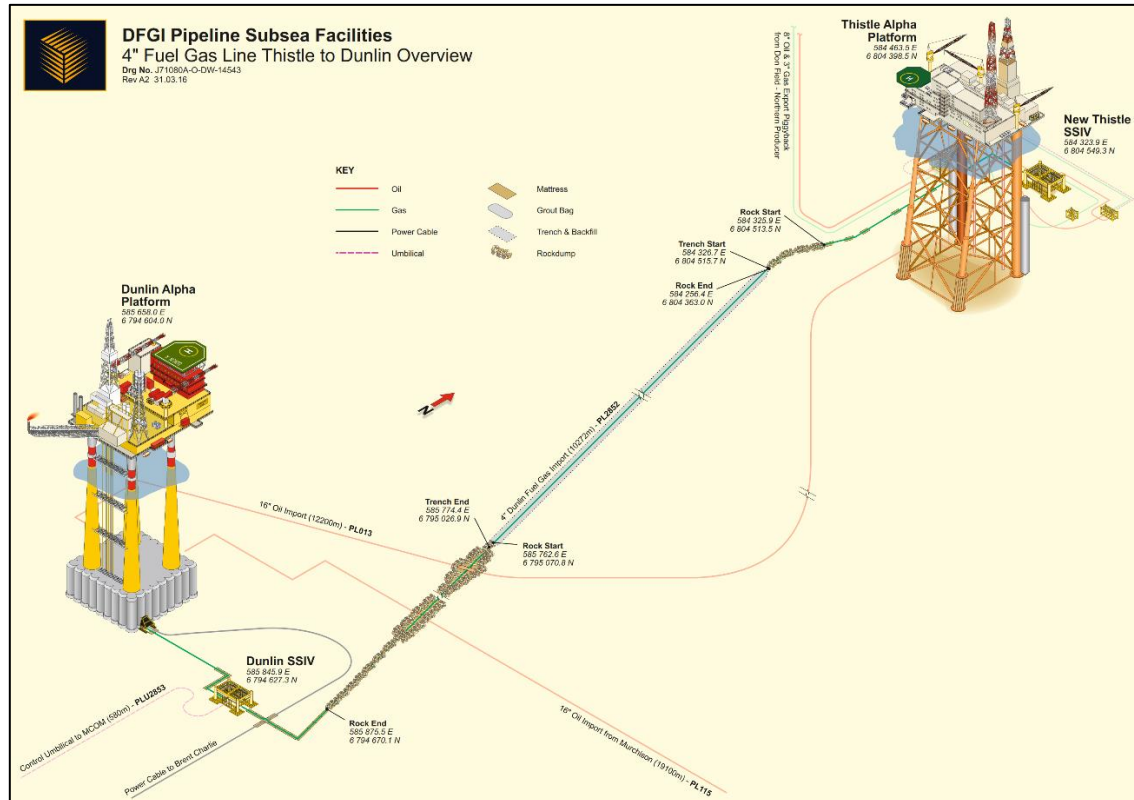 DFGI Pipeline Subsea Facilities
4" Fuel Gas Line Thistle to Dunlin Overview
Drg No. J71080A-O-DW-14543
Rev A2 31.03.16
Thistle Alpha
Platform
584 463.5 E
6 804 398.5 N
8" Oil & 3" Gas Export Piggyback
from Don Field - Northern Producer
New Thistle
SSIV
584 323.9 E
6 804 549.3 N
KEY
Oil
Gas
Power Cable
Umbilical
Mattress
Grout Bag
Trench & Backfill
Rockdump
Rock Start
584 325.9 E
6 804 513.5 N
Trench Start
584 326.7 E
6 804 515.7 N
Rock End
584 256.4 E
6 804 363.0 N
Dunlin Alpha
Platform
585 658.0 E
6 794 604.0 N
N
4" Dunlin Fuel Gas Import (10272m) - PL2852
16" Oil Import (12200m) - PL013
Trench End
585 774.4 E
6 795 026.9 N
Rock Start
585 762.6 E
6 795 070.8 N
Dunlin SSIV
585 845.9 E
6 794 627.3 N
Control Umbilical to MCOM (580m) - PLU2853
Power Cable to Brent Charlie
Rock End
585 875.5 E
6 794 670.1 N
16" Oil Import from Murchison (19100m) - PL115